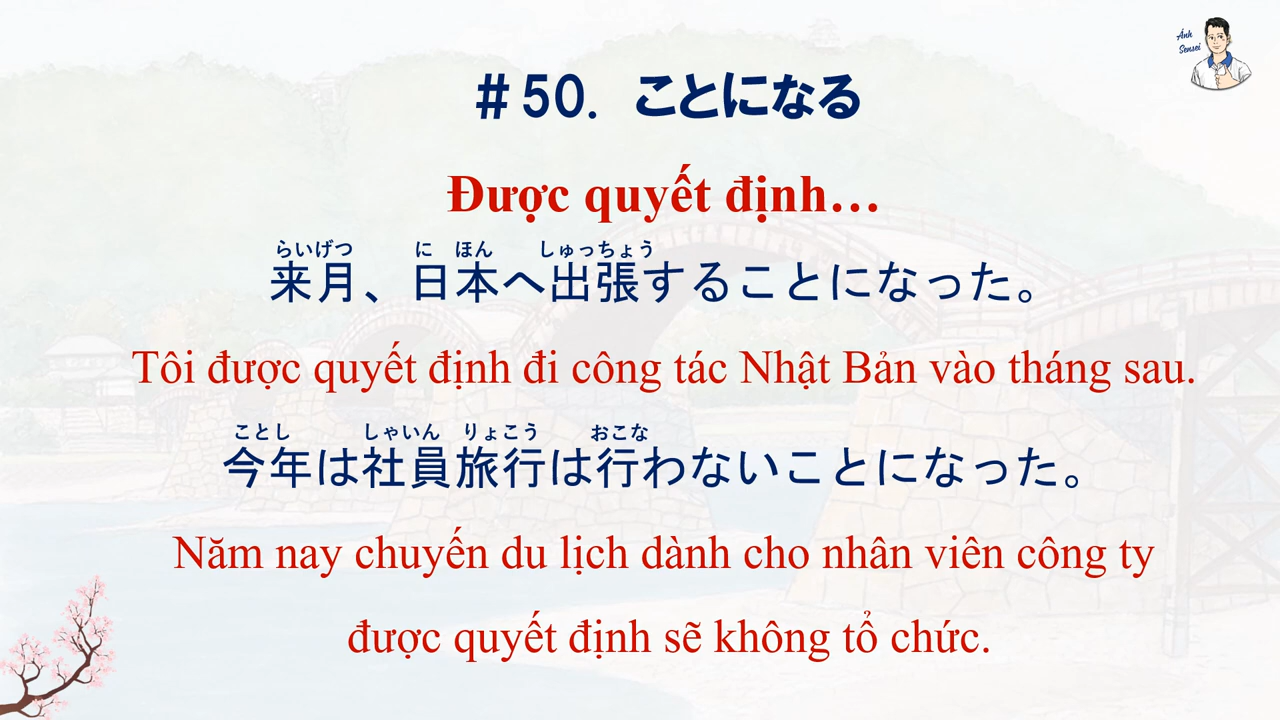 Ánh
Sensei
#50. ことになる
Được quyết định…
らいげつ に ほん しゅっちょう
来月、日本へ出張することになった。
Tôi được quyết định đi công tác Nhật Bản vào tháng sau.
ことし しゃいん りょこう おこな
今年は社員旅行は行わないことになった。
Năm nay chuyến du lịch dành cho nhân viên công ty
được quyết định sẽ không tổ chức.